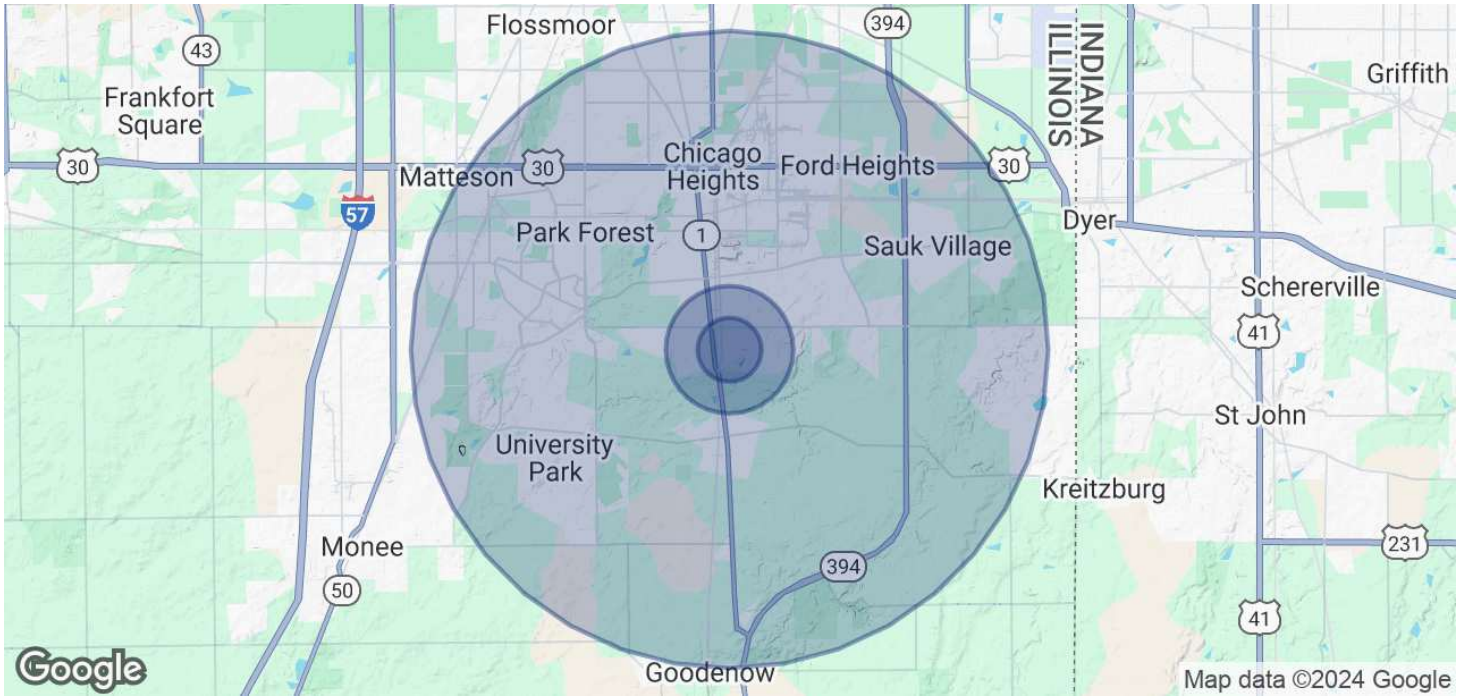 Flossmoor
394
43
INDIANA
ILLINOIS
Griffith
Frankfort
Square
Chicago
Heights
30
Matteson
30
Ford Heights
30
57
Dyer
Park Forest
1
Sauk Village
Schererville
41
St John
University
Park
Kreitzburg
Monee
231
394
50
41
Goodenow
Google
Map data ©2024 Google